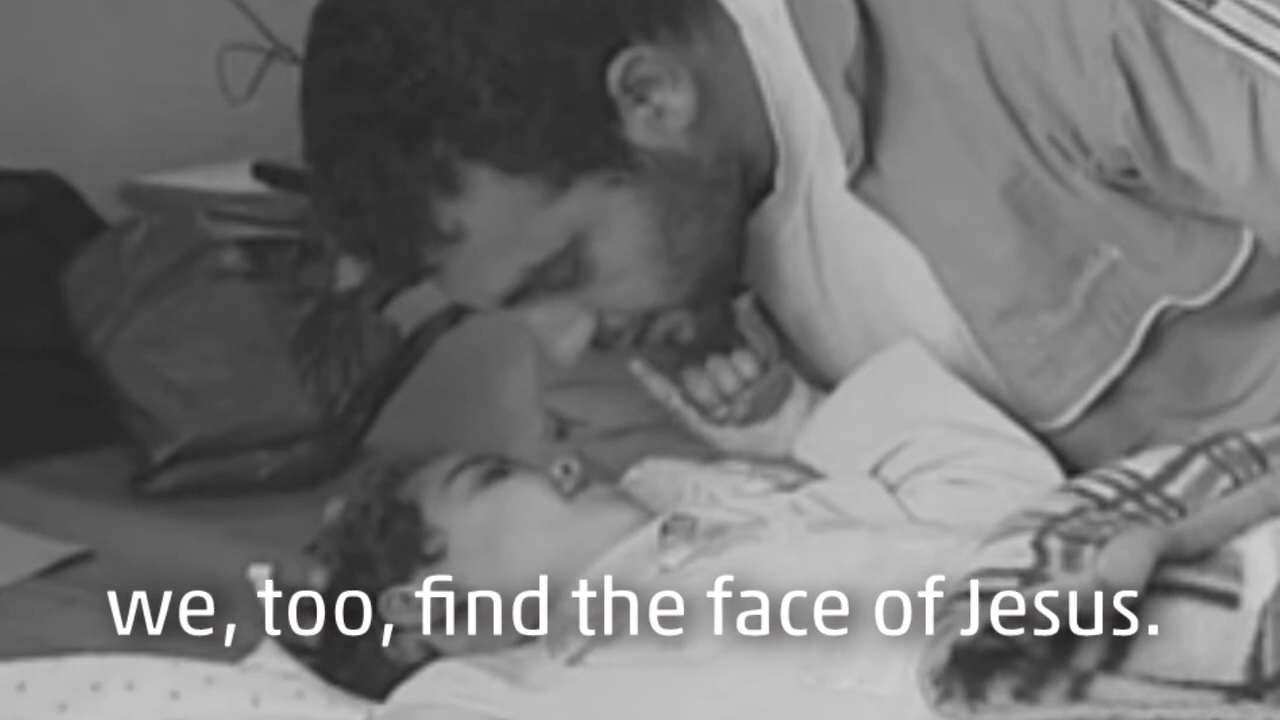 we, too, find the face of Jesus.